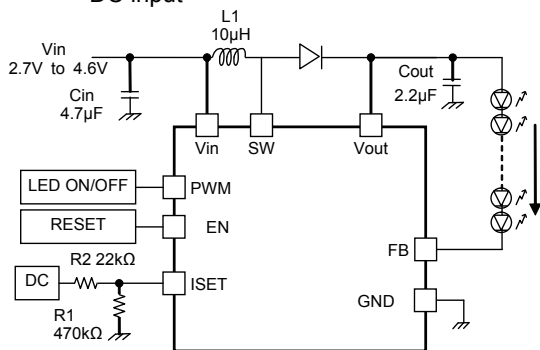 DC input
L1
10µH
Vin
2.7V to 4.6V
Cin
4.7µF
Cout
2.2µF
Vin
SW
Vout
LED ON/OFF
PWM
RESET
EN
FB
R2 22kΩ
DC
ISET
GND
R1
470kΩ